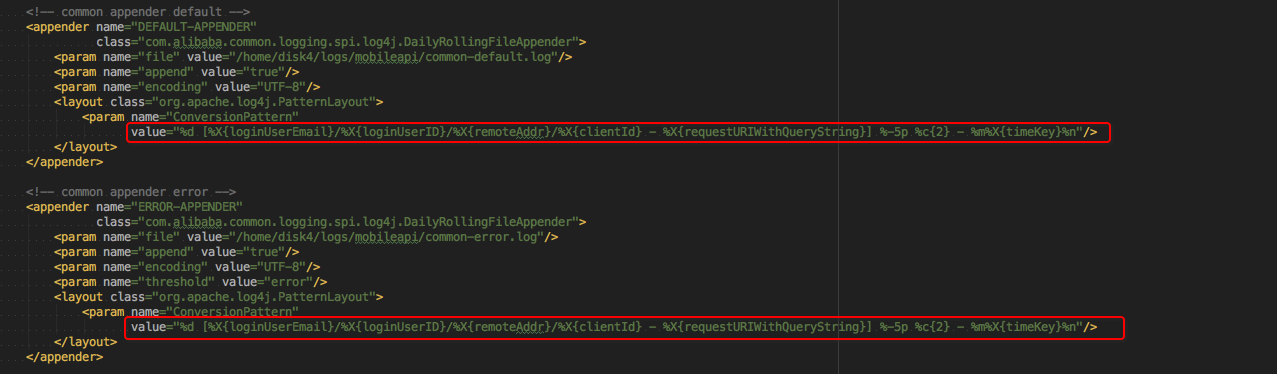 <!-- common appender default -->
<appender name="DEFAULT-APPENDER"
class="com.alibaba.common.logging.spi.log4j.DailyRollingFileAppender">
<param name="file" value="/home/disk4/logs/mobileapi/common-default.log"/>
<param name="append" value="true"/>
<param name="encoding" value="UTF-8"/>
<layout class="org.apache.log4j.PatternLayout">
<param name="ConversionPattern"
value="%d [%X{loginUserEmail}/%X{loginUserID}/%X{remoteAddr}/%X{clientId} - %X{requestURIWithQueryString}] %-5p %c{2} - %m%X{timeKey}%n"/>
</layout>
</appender>
<!-- common appender error -->
<appender name="ERROR-APPENDER"
class="com.alibaba.common.logging.spi.log4j.DailyRollingFileAppender">
<param name="file" value="/home/disk4/logs/mobileapi/common-error.log"/>
<param name="append" value="true"/>
<param name="encoding" value="UTF-8"/>
<param name="threshold" value="error"/>
<layout class="org.apache.log4j.PatternLayout">
<param name="ConversionPattern"
value="%d [%X{loginUserEmail}/%X{loginUserID}/%X{remoteAddr}/%X{clientId} - %X{requestURIWithQueryString}] %-5p %c{2} - %m%X{timeKey}%n"/>
</layout>
</appender>